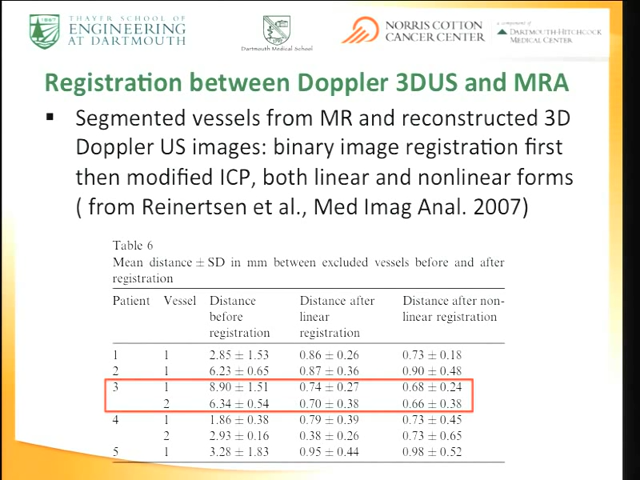 THAYER SCHOOL OF
ENGINEERING
AT DARTMOUTH
Dartmouth Medical School
NORRIS COTTON
CANCER CENTER
a component of
DARTMOUTH-HITCHCOCK
MEDICAL CENTER
Registration between Doppler 3DUS and MRA
▪ Segmented vessels from MR and reconstructed 3D
Doppler US images: binary image registration first
then modified ICP, both linear and nonlinear forms
( from Reinertsen et al., Med Imag Anal. 2007)
Table 6
Mean distance ± SD in mm between excluded vessels before and after
registration
Patient Vessel Distance before registration Distance after linear registration Distance after non-linear registration
1 1 2.85 ± 1.53 0.86 ± 0.26 0.73 ± 0.18
2 1 6.23 ± 0.65 0.87 ± 0.36 0.90 ± 0.48
3 1 8.90 ± 1.51 0.74 ± 0.27 0.68 ± 0.24
2 6.34 ± 0.54 0.70 ± 0.38 0.66 ± 0.38
4 1 1.86 ± 0.38 0.79 ± 0.39 0.73 ± 0.45
2 2.93 ± 0.16 0.38 ± 0.26 0.73 ± 0.65
5 1 3.28 ± 1.83 0.95 ± 0.44 0.98 ± 0.52